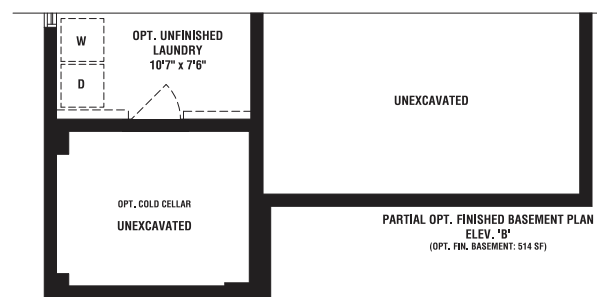 W
OPT. UNFINISHED
LAUNDRY
10'7" x 7'6"
D
UNEXCAVATED
OPT. COLD CELLAR
UNEXCAVATED
PARTIAL OPT. FINISHED BASEMENT PLAN
ELEV. 'B'
(OPT. FIN. BASEMENT: 514 SF)